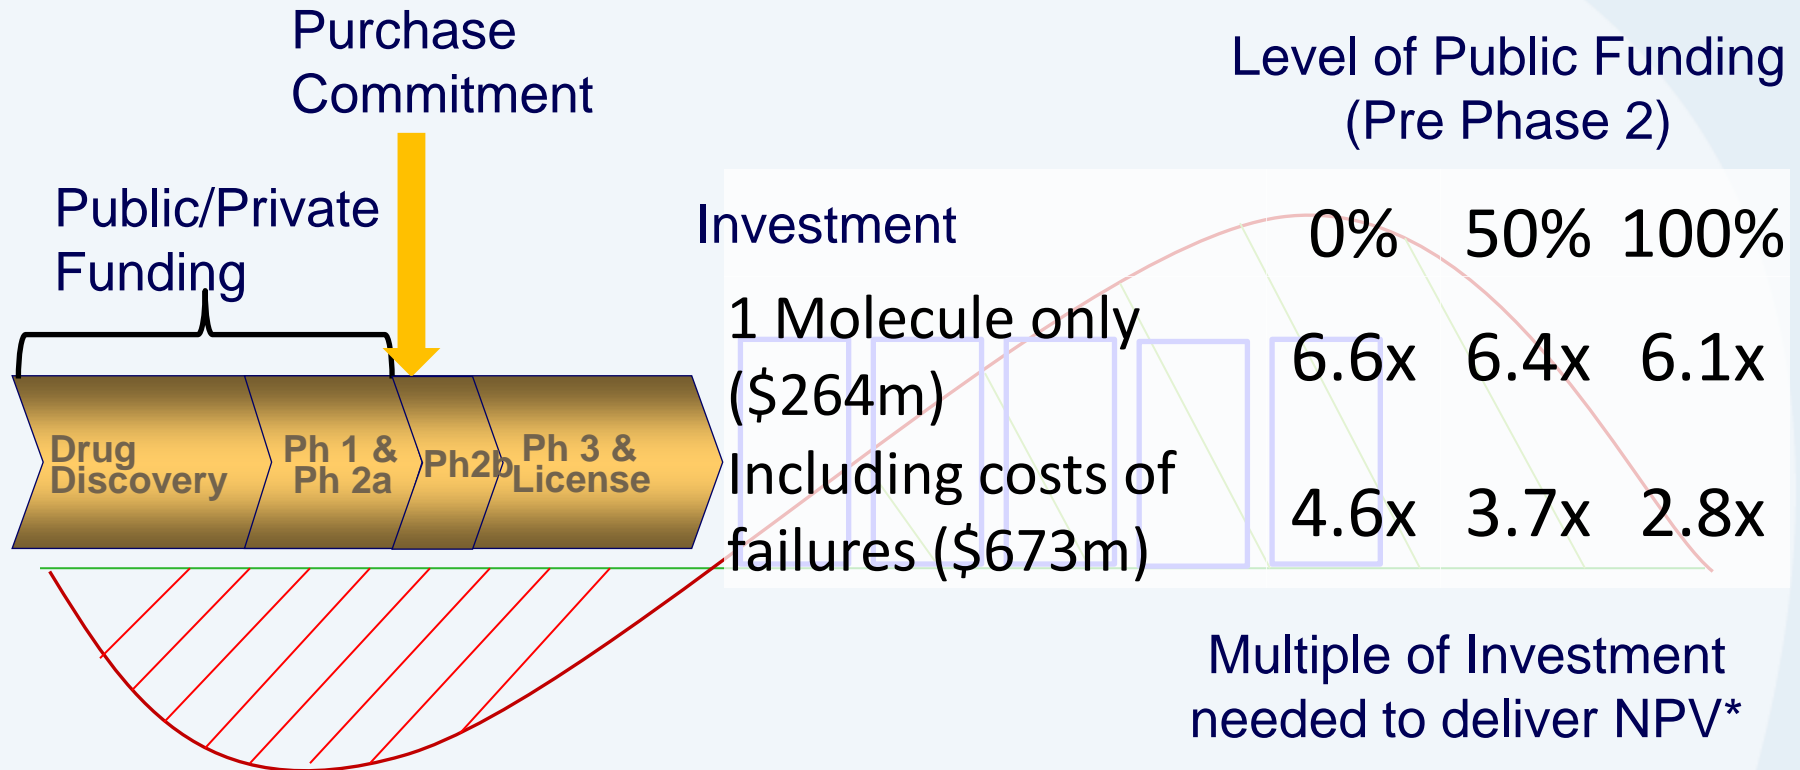 Purchase
Commitment
Public/Private
Funding
Drug
Discovery
Ph 1 &
Ph 2a
Ph2b
Ph 3 &
License
Level of Public Funding
(Pre Phase 2)
Investment 0% 50% 100%
1 Molecule only
($264m) 6.6x 6.4x 6.1x
Including costs of
failures ($673m) 4.6x 3.7x 2.8x
Multiple of Investment
needed to deliver NPV*